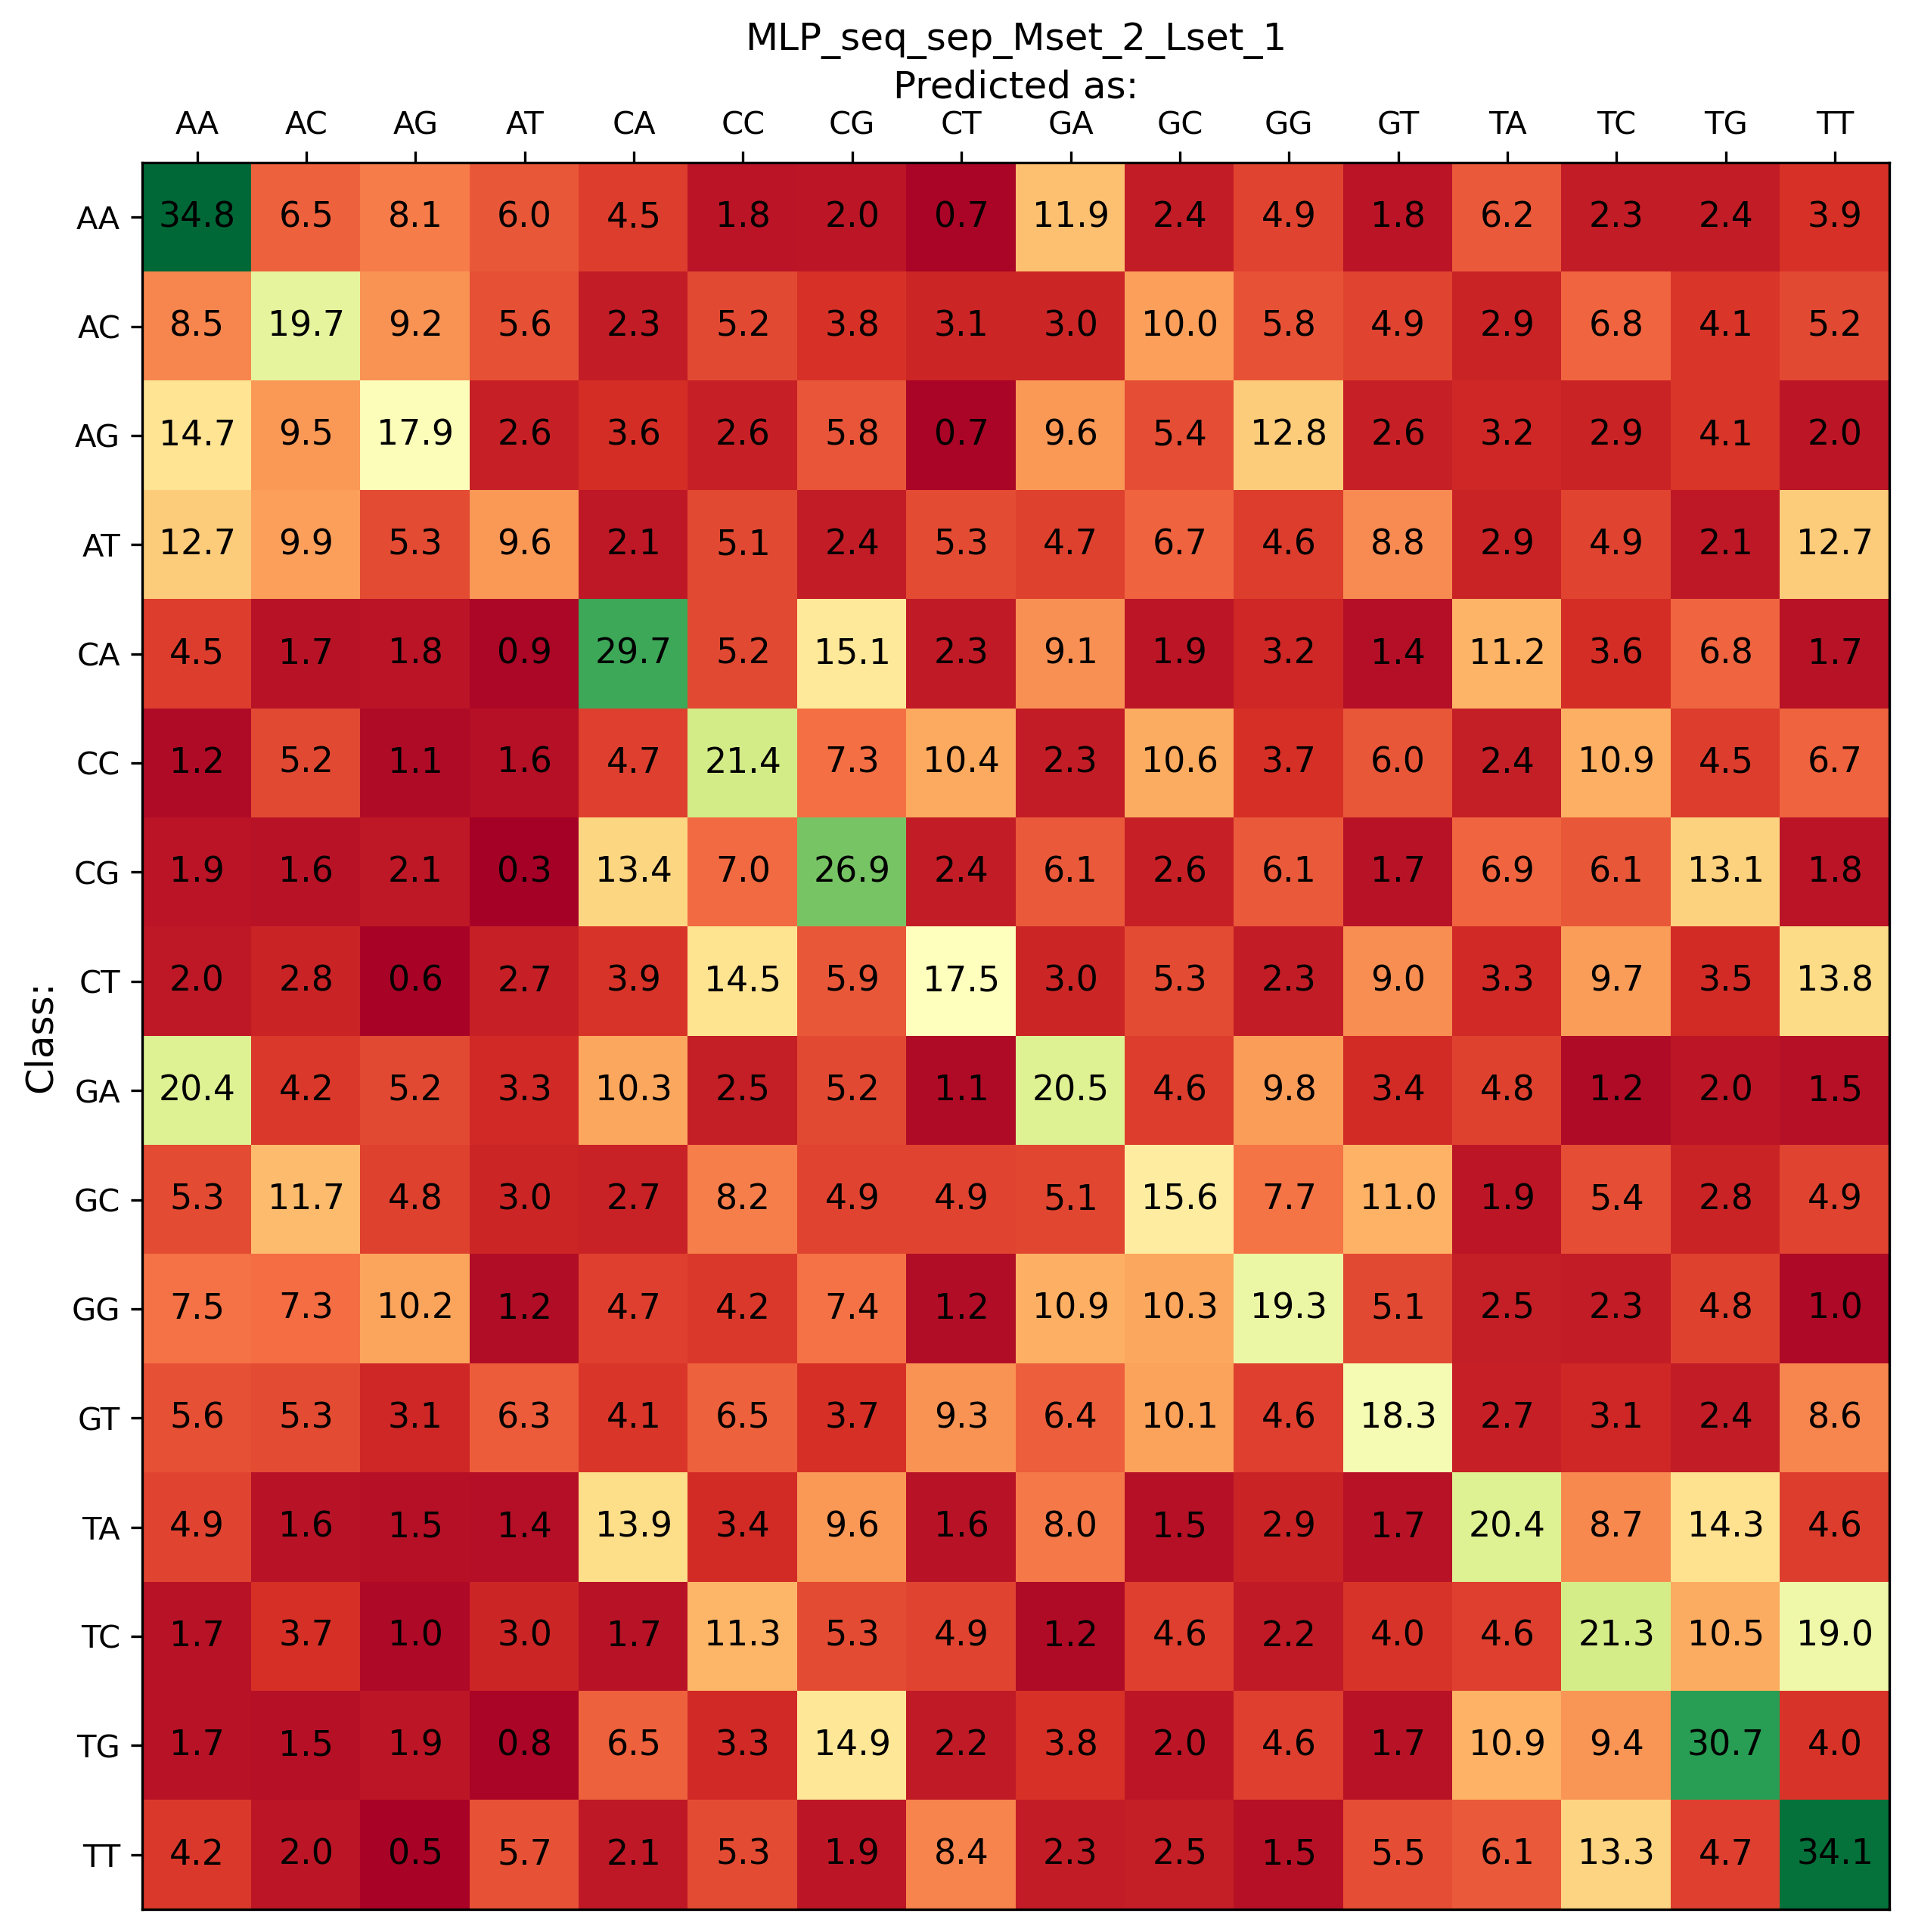 MLP_seq_sep_Mset_2_Lset_1
Predicted as:
AA AC AG AT CA CC CG CT GA GC GG GT TA TC TG TT
AA 34.8 6.5 8.1 6.0 4.5 1.8 2.0 0.7 11.9 2.4 4.9 1.8 6.2 2.3 2.4 3.9
AC 8.5 19.7 9.2 5.6 2.3 5.2 3.8 3.1 3.0 10.0 5.8 4.9 2.9 6.8 4.1 5.2
AG 14.7 9.5 17.9 2.6 3.6 2.6 5.8 0.7 9.6 5.4 12.8 2.6 3.2 2.9 4.1 2.0
AT 12.7 9.9 5.3 9.6 2.1 5.1 2.4 5.3 4.7 6.7 4.6 8.8 2.9 4.9 2.1 12.7
CA 4.5 1.7 1.8 0.9 29.7 5.2 15.1 2.3 9.1 1.9 3.2 1.4 11.2 3.6 6.8 1.7
CC 1.2 5.2 1.1 1.6 4.7 21.4 7.3 10.4 2.3 10.6 3.7 6.0 2.4 10.9 4.5 6.7
CG 1.9 1.6 2.1 0.3 13.4 7.0 26.9 2.4 6.1 2.6 6.1 1.7 6.9 6.1 13.1 1.8
CT 2.0 2.8 0.6 2.7 3.9 14.5 5.9 17.5 3.0 5.3 2.3 9.0 3.3 9.7 3.5 13.8
Class:
GA 20.4 4.2 5.2 3.3 10.3 2.5 5.2 1.1 20.5 4.6 9.8 3.4 4.8 1.2 2.0 1.5
GC 5.3 11.7 4.8 3.0 2.7 8.2 4.9 4.9 5.1 15.6 7.7 11.0 1.9 5.4 2.8 4.9
GG 7.5 7.3 10.2 1.2 4.7 4.2 7.4 1.2 10.9 10.3 19.3 5.1 2.5 2.3 4.8 1.0
GT 5.6 5.3 3.1 6.3 4.1 6.5 3.7 9.3 6.4 10.1 4.6 18.3 2.7 3.1 2.4 8.6
TA 4.9 1.6 1.5 1.4 13.9 3.4 9.6 1.6 8.0 1.5 2.9 1.7 20.4 8.7 14.3 4.6
TC 1.7 3.7 1.0 3.0 1.7 11.3 5.3 4.9 1.2 4.6 2.2 4.0 4.6 21.3 10.5 19.0
TG 1.7 1.5 1.9 0.8 6.5 3.3 14.9 2.2 3.8 2.0 4.6 1.7 10.9 9.4 30.7 4.0
TT 4.2 2.0 0.5 5.7 2.1 5.3 1.9 8.4 2.3 2.5 1.5 5.5 6.1 13.3 4.7 34.1